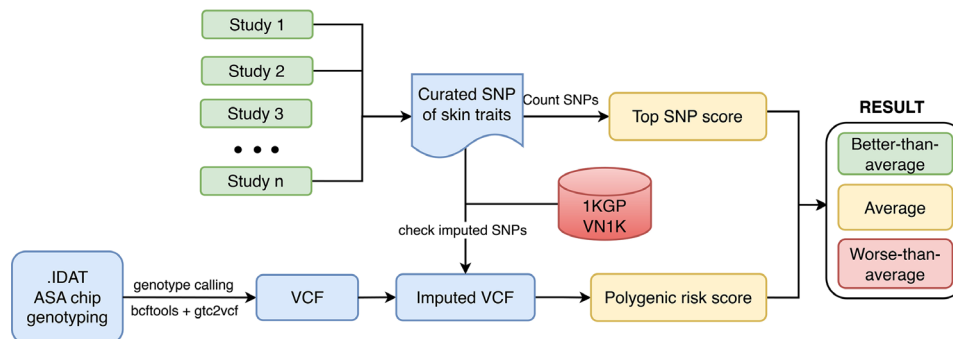 Study 1
Study 2
Study 3
Study n
Curated SNP
of skin traits
Count SNPs
Top SNP score
RESULT
Better-than-
average
Average
Worse-than-
average
1KGP
VN1K
check imputed SNPs
.IDAT
ASA chip
genotyping
genotype calling
bcftools + gtc2vcf
VCF
Imputed VCF
Polygenic risk score